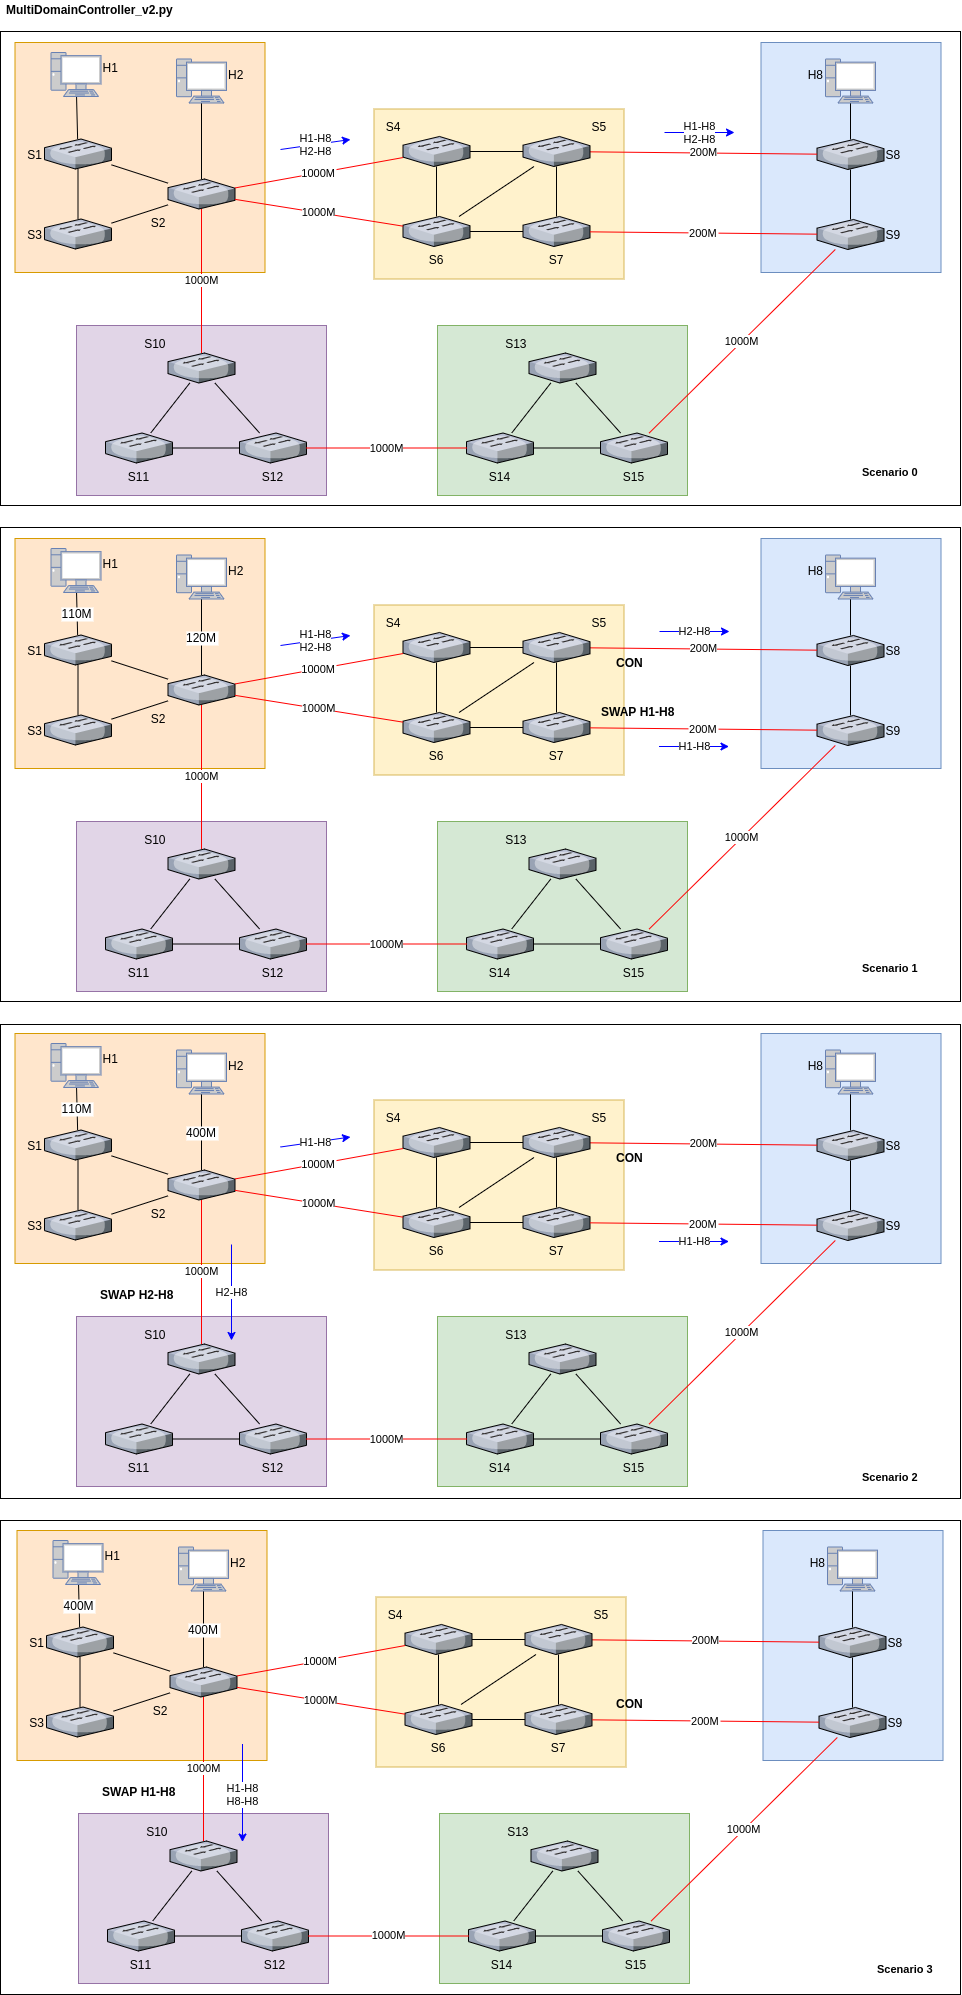 MultiDomainController_v2.py
H1
H2
H8
S4
S5
H1-H8
H2-H8
H1-H8
H2-H8
200M
S1
1000M
S8
S2
1000M
S3
200M
S9
S6
S7
1000M
S10
S13
1000M
1000M
S11
S12
S14
S15
Scenario 0
H1
H2
H8
110M
120M
S4
S5
H1-H8
H2-H8
H2-H8
200M
S1
CON
1000M
S8
S2
1000M
SWAP H1-H8
S3
200M
S9
H1-H8
S6
S7
1000M
S10
S13
1000M
1000M
S11
S12
S14
S15
Scenario 1
H1
H2
H8
110M
400M
S4
S5
H1-H8
200M
S1
CON
1000M
S8
S2
1000M
S3
200M
S9
H1-H8
S6
S7
1000M
SWAP H2-H8
H2-H8
S10
S13
1000M
1000M
S11
S12
S14
S15
Scenario 2
H1
H2
H8
400M
400M
S4
S5
200M
S1
1000M
S8
S2
1000M
CON
S3
200M
S9
S6
S7
1000M
SWAP H1-H8
H1-H8
H8-H8
S10
S13
1000M
1000M
S11
S12
S14
S15
Scenario 3